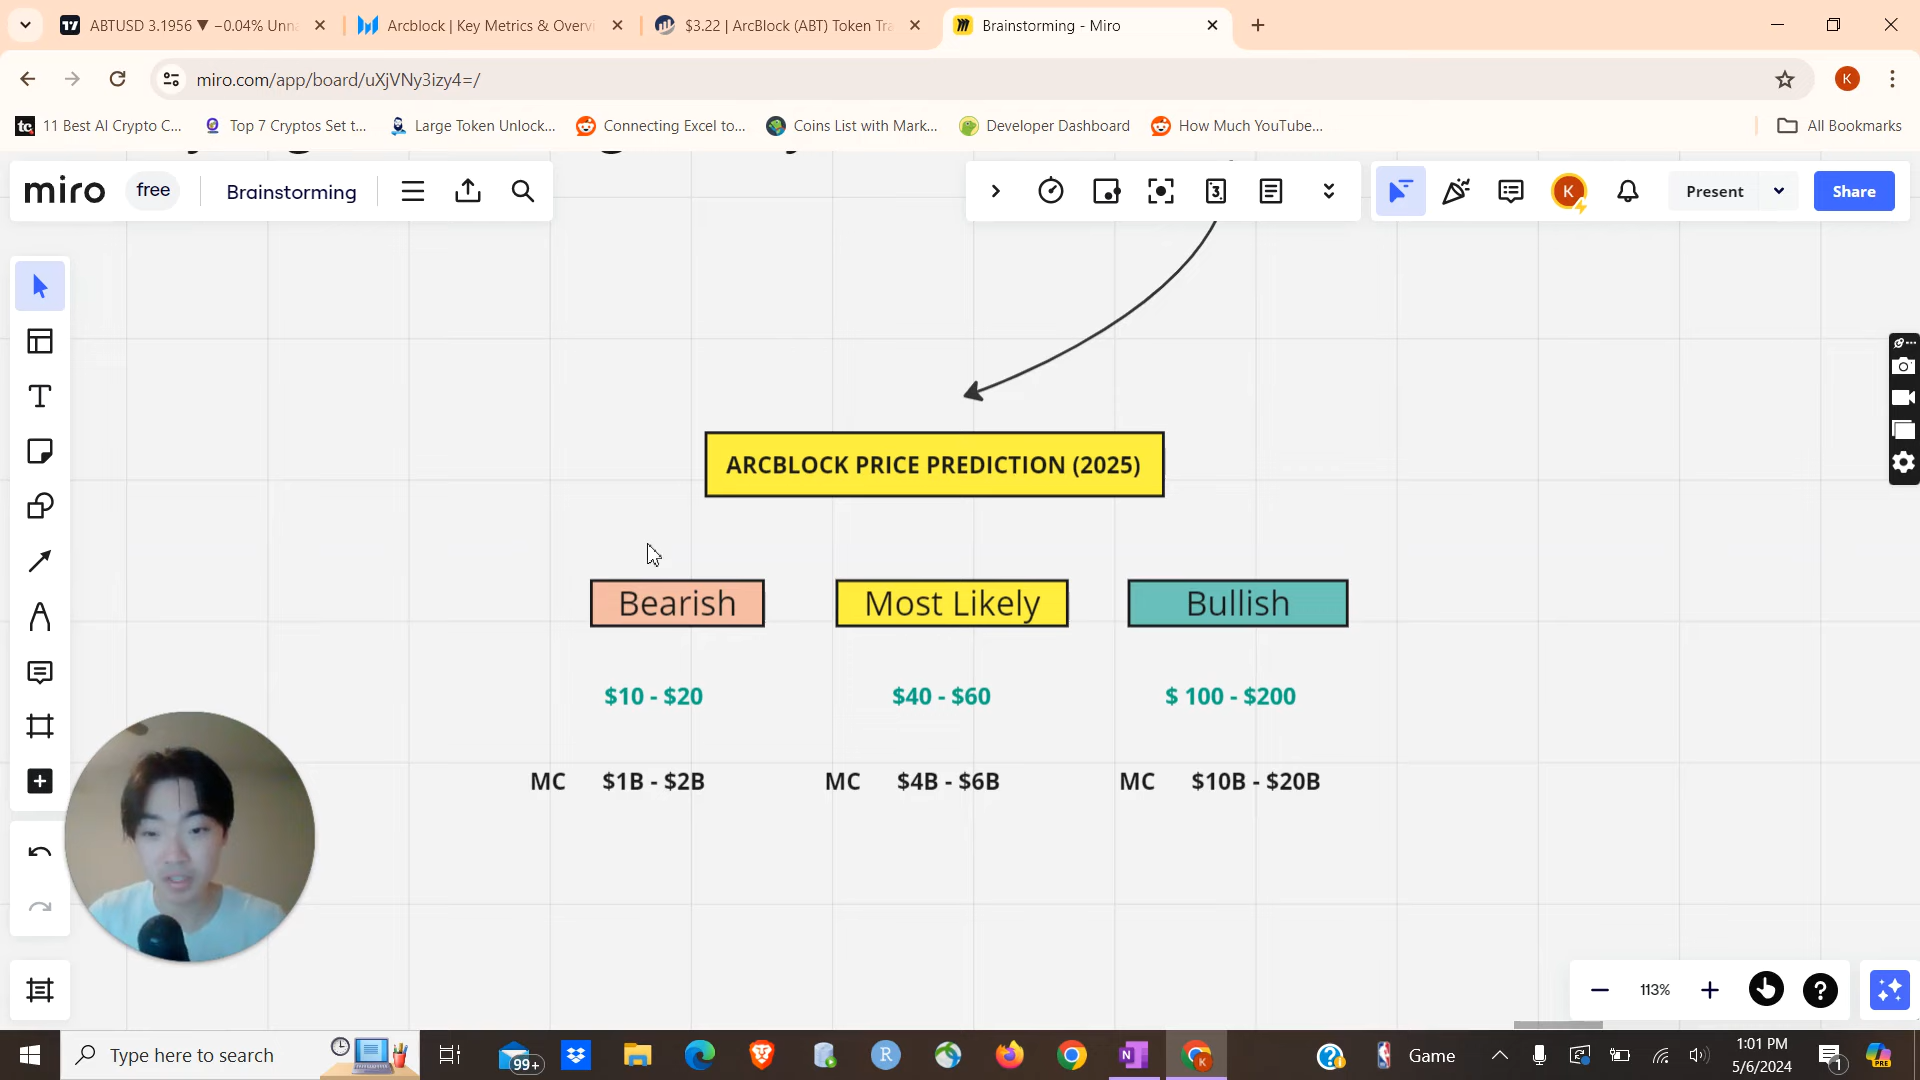 ABTUSD 3.1956 ▼ −0.04% Unna
Arcblock | Key Metrics & Overvi
$3.22 | ArcBlock (ABT) Token Tra
Brainstorming - Miro
miro.com/app/board/uXjVNy3izy4=/
K
11 Best AI Crypto C...
Top 7 Cryptos Set t...
Large Token Unlock...
Connecting Excel to...
Coins List with Mark...
Developer Dashboard
How Much YouTube...
All Bookmarks
miro
free
Brainstorming
K
Present
Share
ARCBLOCK PRICE PREDICTION (2025)
Bearish
Most Likely
Bullish
$10 - $20
$40 - $60
$ 100 - $200
MC $1B - $2B
MC $4B - $6B
MC $10B - $20B
113%
Type here to search
99+
Game
1:01 PM
5/6/2024
1